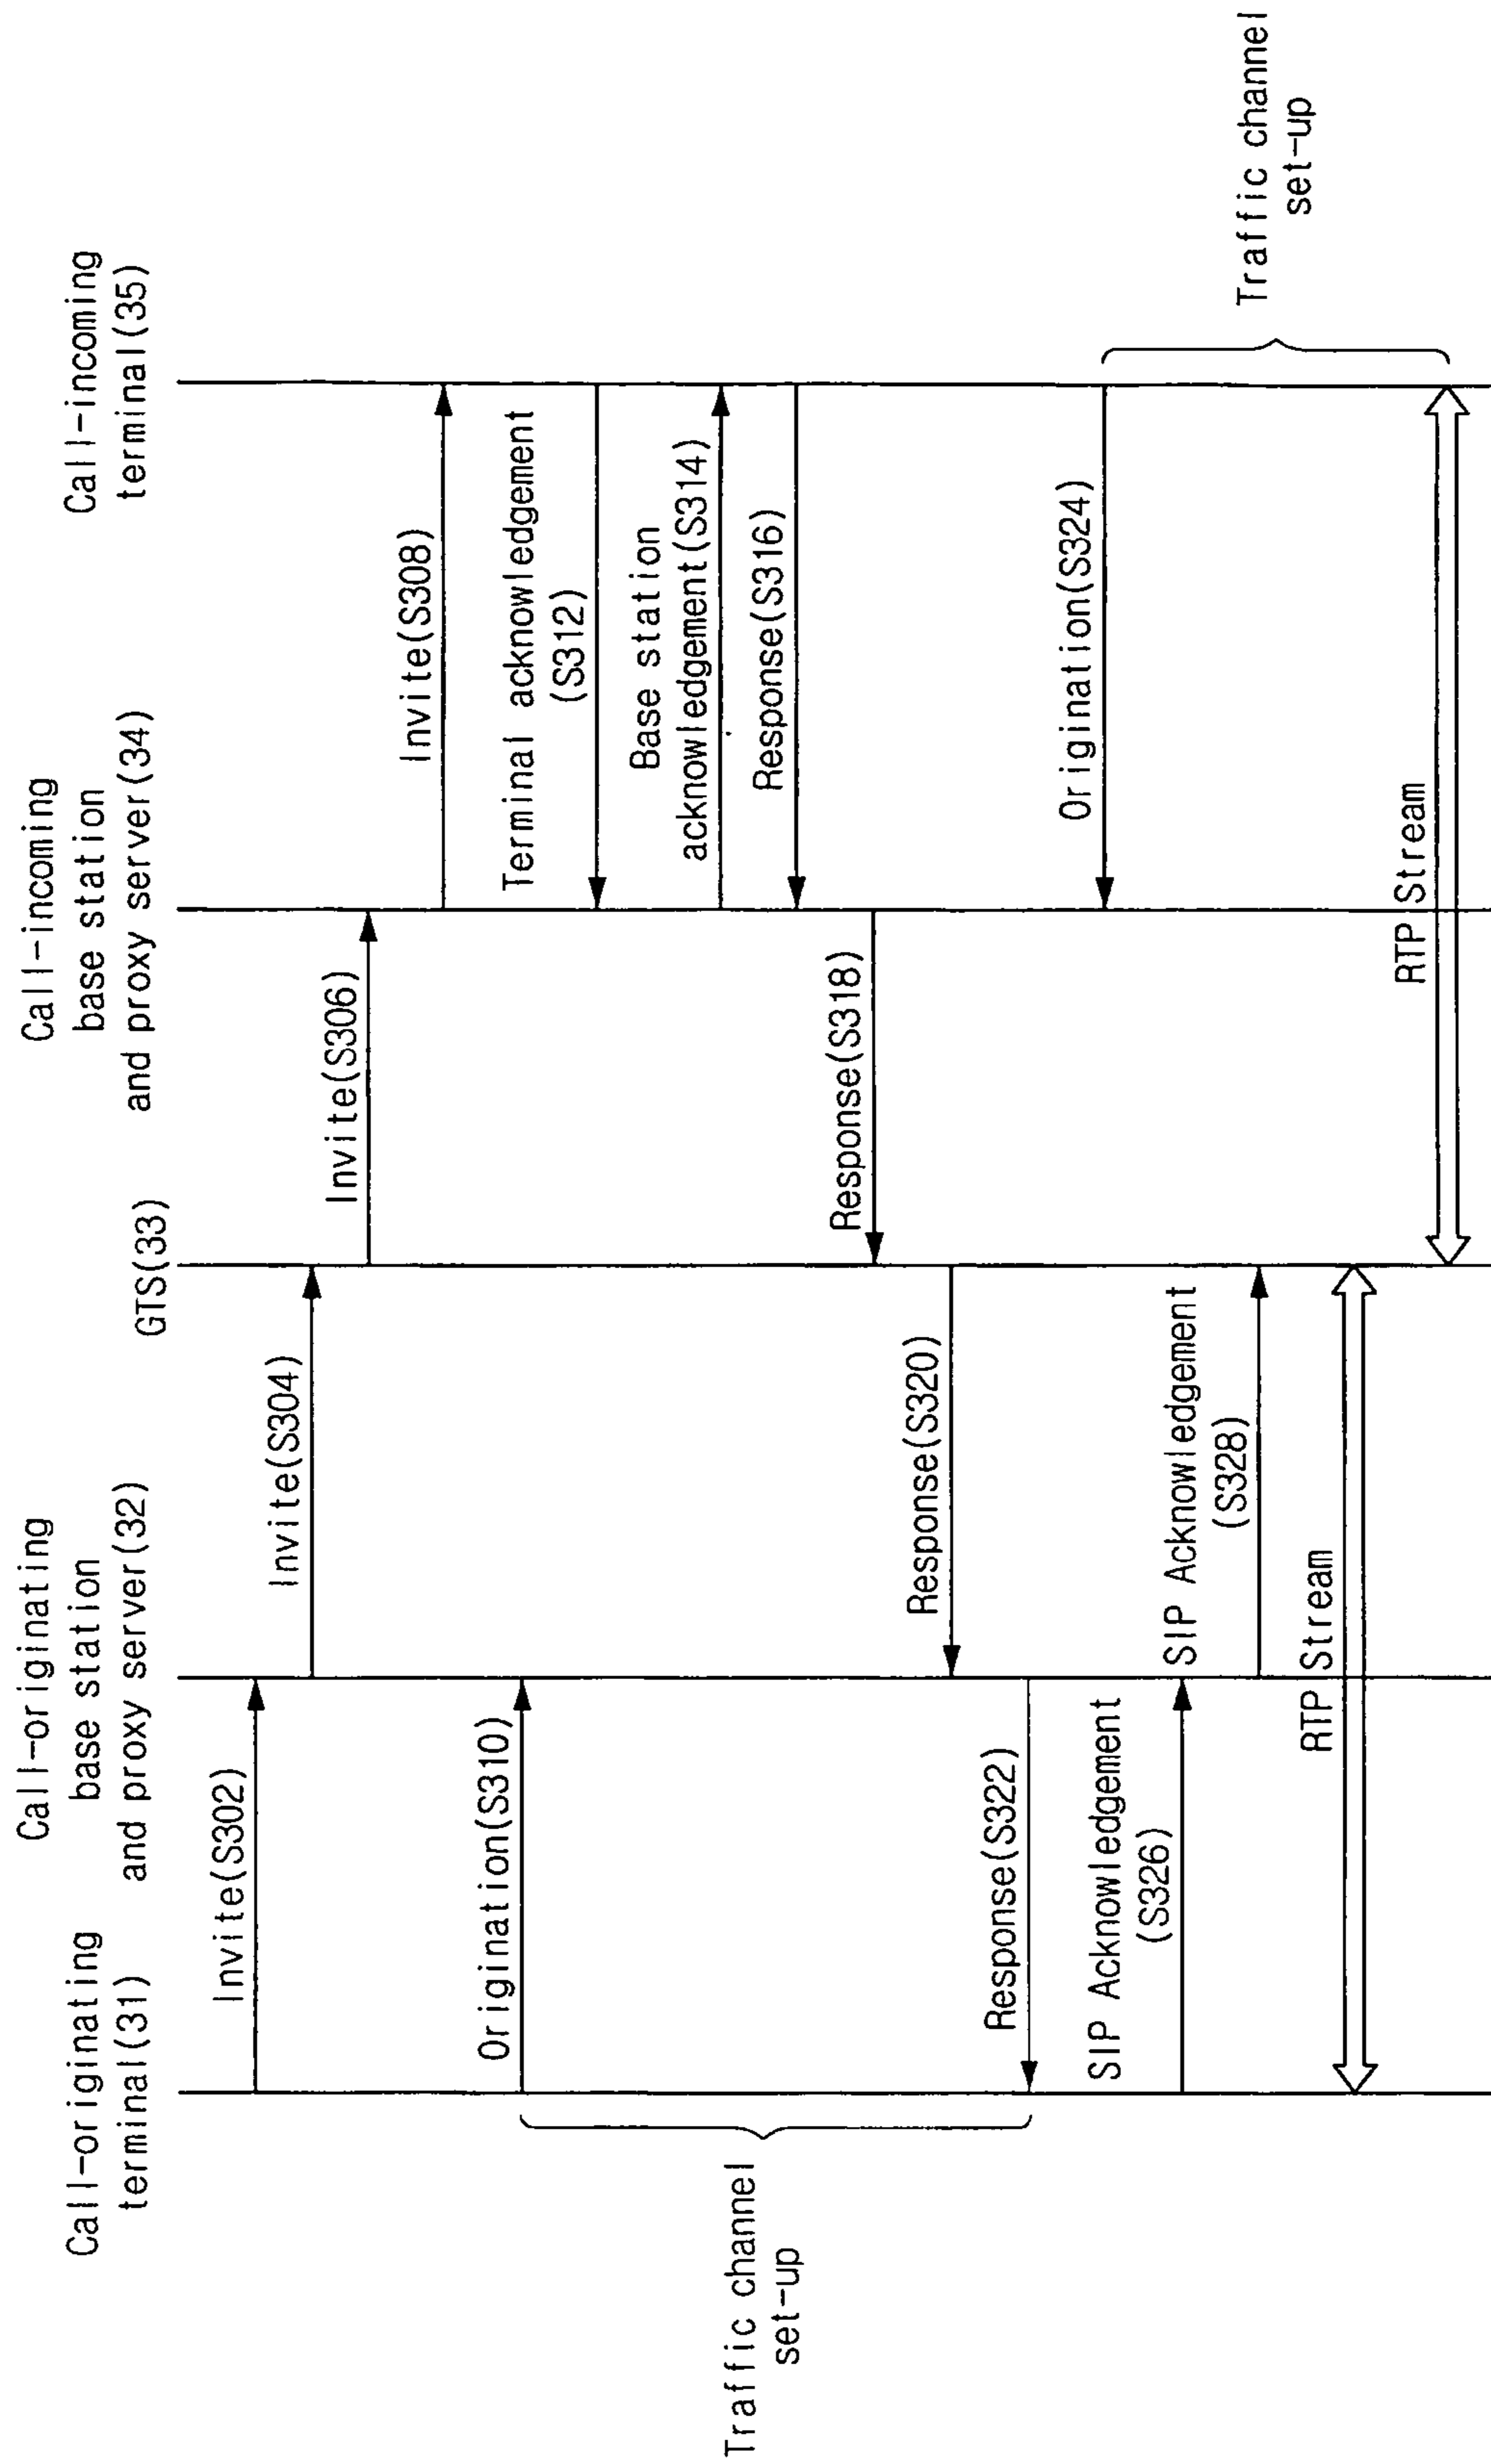 Call-originating
terminal(31)
Call-originating
base station
and proxy server(32)
GTS(33)
Call-incoming
base station
and proxy server(34)
Call-incoming
terminal(35)
Invite(S302)
Invite(S304)
Invite(S306)
Invite(S308)
Origination(S310)
Terminal acknowledgement
(S312)
Base station
acknowledgement(S314)
Response(S316)
Response(S318)
Response(S320)
Response(S322)
Origination(S324)
SIP Acknowledgement
(S326)
SIP Acknowledgement
(S328)
RTP Stream
RTP Stream
Traffic channel
set-up
Traffic channel
set-up